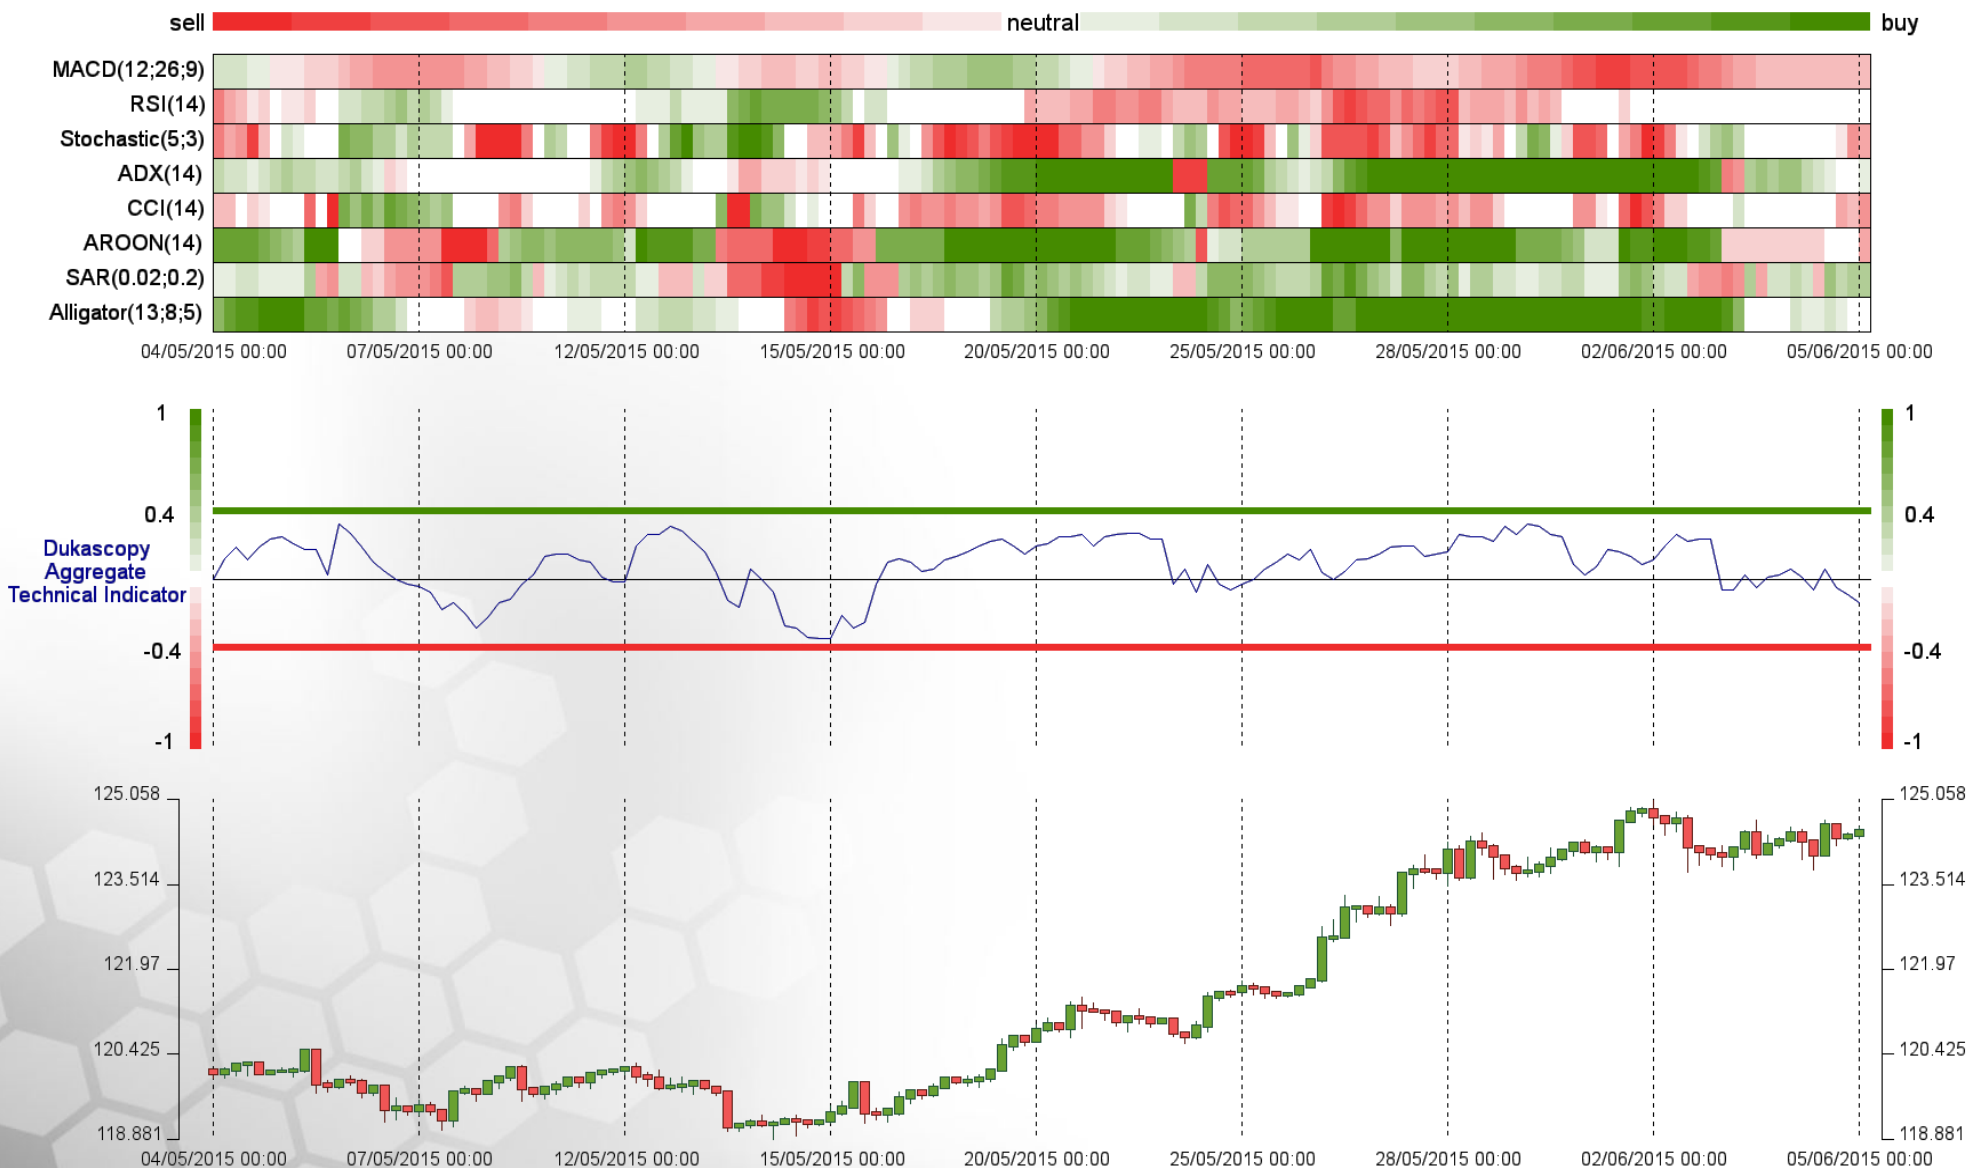 sell neutral buy
MACD(12;26;9)
RSI(14)
Stochastic(5;3)
ADX(14)
CCI(14)
AROON(14)
SAR(0.02;0.2)
Alligator(13;8;5)
04/05/2015 00:00 07/05/2015 00:00 12/05/2015 00:00 15/05/2015 00:00 20/05/2015 00:00 25/05/2015 00:00 28/05/2015 00:00 02/06/2015 00:00 05/06/2015 00:00
1 1
0.4 0.4
Dukascopy
Aggregate
Technical Indicator
-0.4 -0.4
-1 -1
125.058 125.058
123.514 123.514
121.97 121.97
120.425 120.425
118.881 118.881
04/05/2015 00:00 07/05/2015 00:00 12/05/2015 00:00 15/05/2015 00:00 20/05/2015 00:00 25/05/2015 00:00 28/05/2015 00:00 02/06/2015 00:00 05/06/2015 00:00